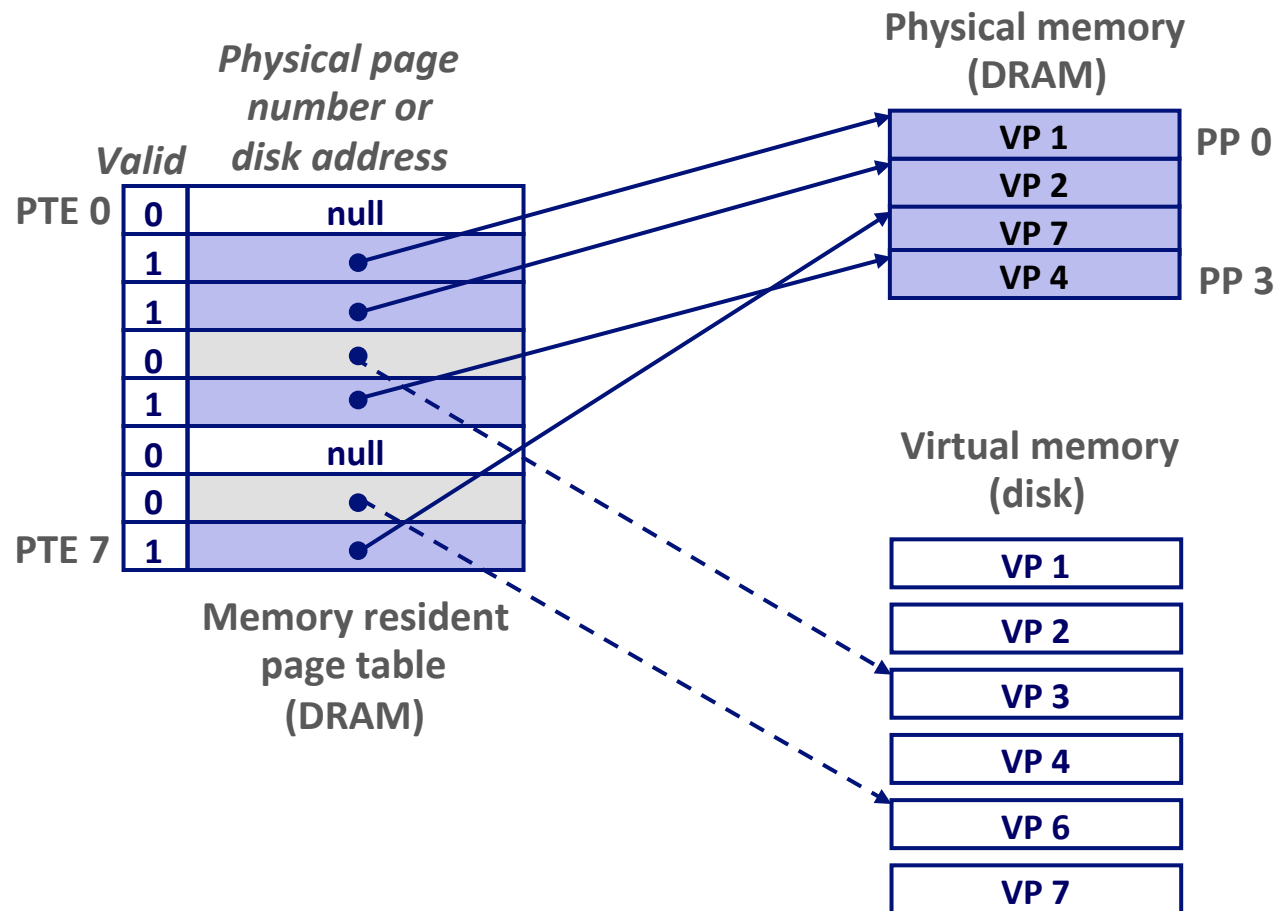 Physical page
number or
disk address
Valid
PTE 0
0
null
1
1
0
1
0
null
0
PTE 7
1
Memory resident
page table
(DRAM)
Physical memory
(DRAM)
VP 1
PP 0
VP 2
VP 7
VP 4
PP 3
Virtual memory
(disk)
VP 1
VP 2
VP 3
VP 4
VP 6
VP 7